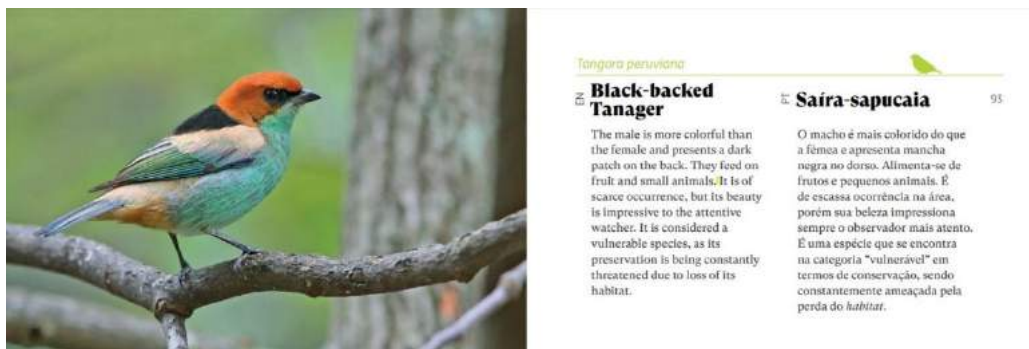 Tangara peruviana
EN
Black-backed
Tanager
The male is more colorful than
the female and presents a dark
patch on the back. They feed on
fruit and small animals. It is of
scarce occurrence, but its beauty
is impressive to the attentive
watcher. It is considered a
vulnerable species, as its
preservation is being constantly
threatened due to loss of its
habitat.
PT
Saíra-sapucaia
O macho é mais colorido do que
a fêmea e apresenta mancha
negra no dorso. Alimenta-se de
frutos e pequenos animais. É
de escassa ocorrência na área,
porém sua beleza impressiona
sempre o observador mais atento.
É uma espécie que se encontra
na categoria "vulnerável" em
termos de conservação, sendo
constantemente ameaçada pela
perda do habitat.
93